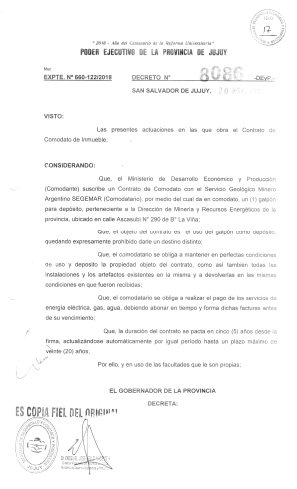 "2018 - Año del Centenario de la Reforma Universitaria"
PODER EJECUTIVO DE LA PROVINCIA DE JUJUY
17
EXPTE. Nº 660-122/2018
DECRETO Nº 8086 -DEyP-
SAN SALVADOR DE JUJUY,
VISTO:
Las presentes actuaciones en las que obra el Contrato de
Comodato de Inmueble;
CONSIDERANDO:
Que, el Ministerio de Desarrollo Económico y Producción
(Comodante) suscribe un Contrato de Comodato con el Servicio Geológico Minero
Argentino SEGEMAR (Comodatario), por medio del cual da en comodato, un (1) galpón
para depósito, perteneciente a la Dirección de Minería y Recursos Energéticos de la
provincia, ubicado en calle Ascasubi N° 290 de B° La Viña;
Que, el objeto del contrato es el uso del galpón como depósito,
quedando expresamente prohibido darle un destino distinto;
Que, el comodatario se obliga a mantener en perfectas condiciones
de uso y deposito la propiedad objeto del contrato, como así también todas las
instalaciones y los artefactos existentes en la misma y a devolverlas en las mismas
condiciones en que fueron recibidas;
Que, el comodatario se obliga a realizar el pago de los servicios de
energía eléctrica, gas, agua, debiendo abonar en tiempo y forma dichas facturas antes
de su vencimiento;
Que, la duración del contrato se pacta en cinco (5) años desde la
firma, actualizándose automáticamente por igual periodo hasta un plazo máximo de
veinte (20) años;
Por ello, y en uso de las facultades que le son propias;
EL GOBERNADOR DE LA PROVINCIA
DECRETA:
ES COPIA FIEL DEL ORIGINAL